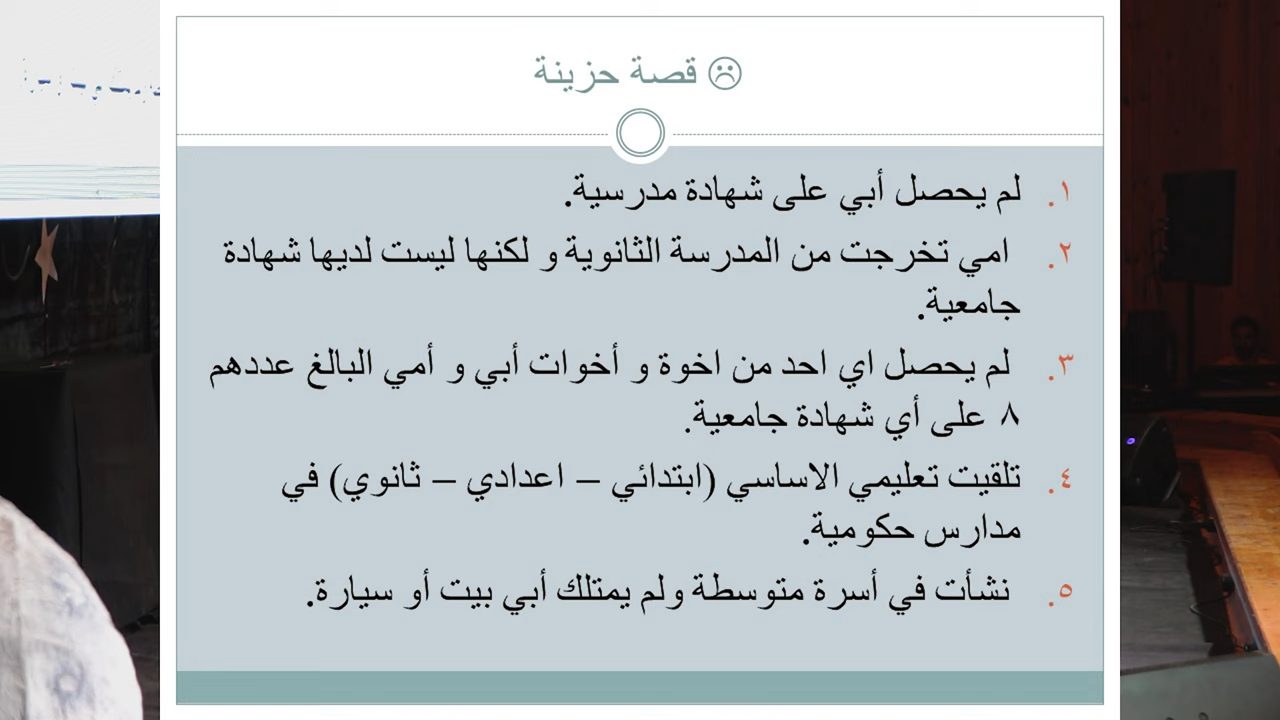 ☹ قصة حزينة
١. لم يحصل أبي على شهادة مدرسية.
٢. امي تخرجت من المدرسة الثانوية و لكنها ليست لديها شهادة
جامعية.
٣. لم يحصل اي احد من اخوة و أخوات أبي و أمي البالغ عددهم
٨ على أي شهادة جامعية.
٤. تلقيت تعليمي الاساسي (ابتدائي – اعدادي – ثانوي) في
مدارس حكومية.
٥. نشأت في أسرة متوسطة ولم يمتلك أبي بيت أو سيارة.